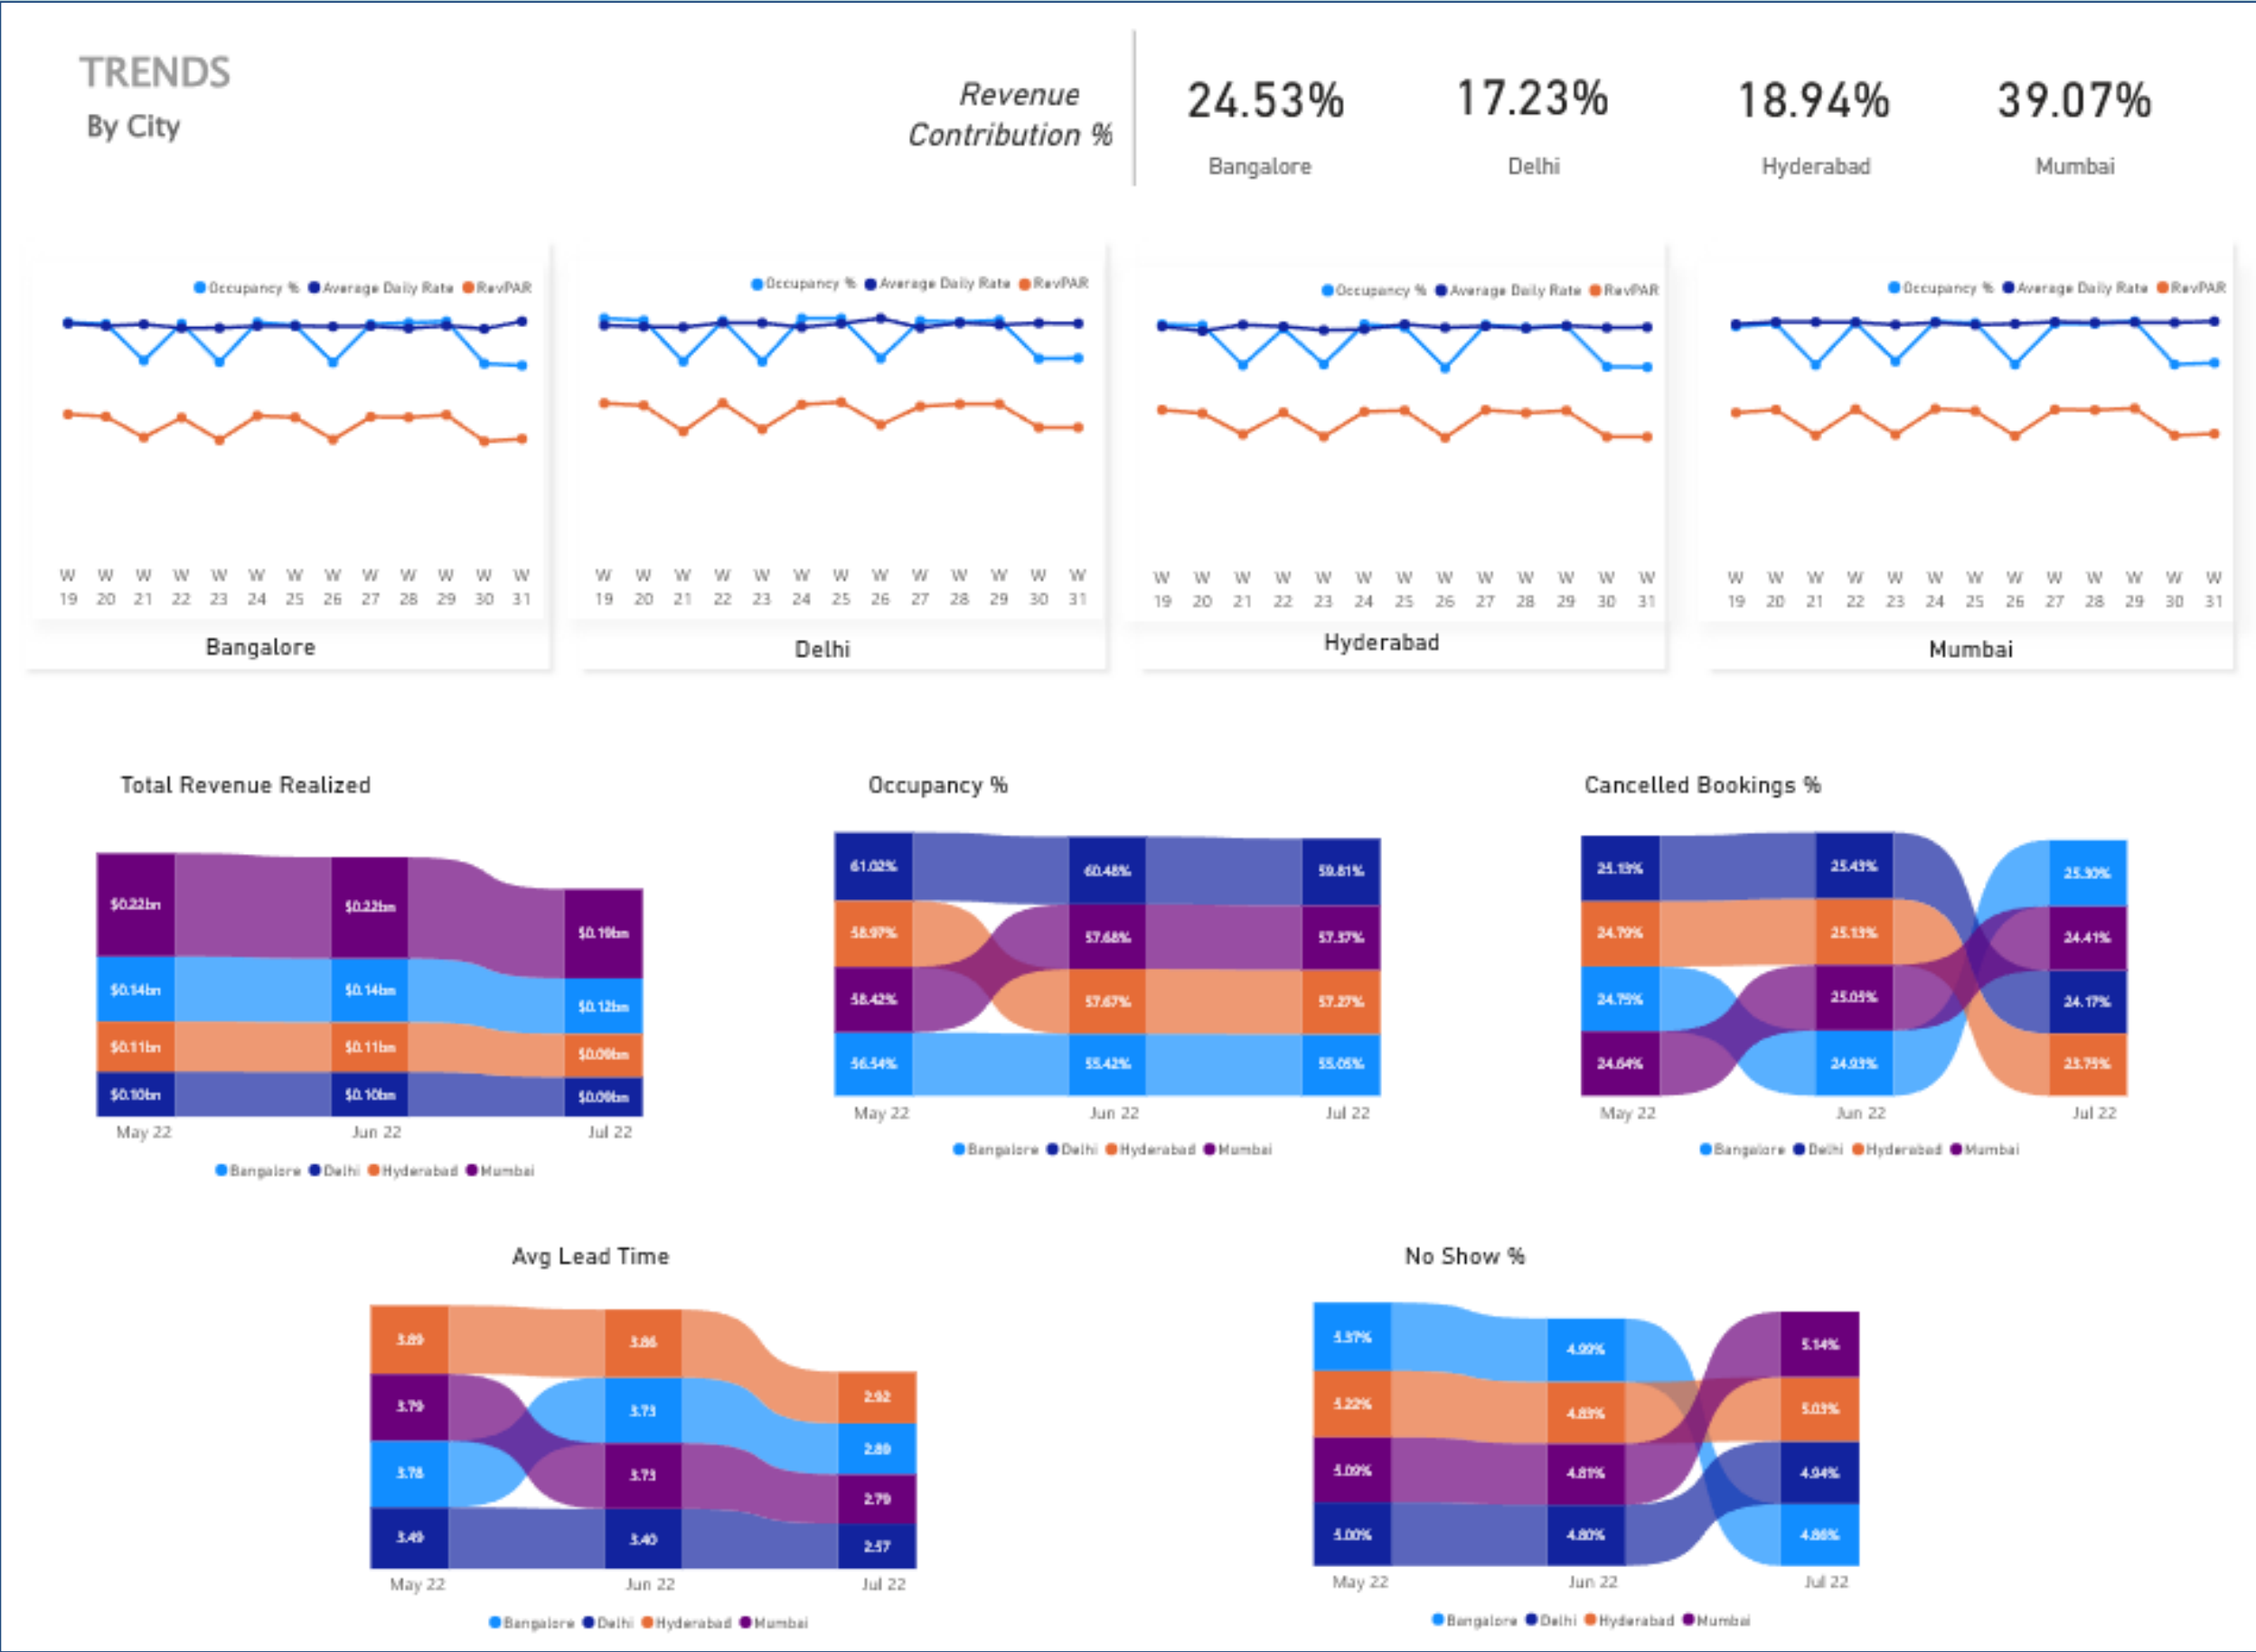 TRENDS
By City
Revenue
Contribution %
24.53%
17.23%
18.94%
39.07%
Bangalore
Delhi
Hyderabad
Mumbai
Occupancy % Average Daily Rate RevPAR
W W W W W W W W W W W W W
19 20 21 22 23 24 25 26 27 28 29 30 31
Bangalore
Occupancy % Average Daily Rate RevPAR
W W W W W W W W W W W W W
19 20 21 22 23 24 25 26 27 28 29 30 31
Delhi
Occupancy % Average Daily Rate RevPAR
W W W W W W W W W W W W W
19 20 21 22 23 24 25 26 27 28 29 30 31
Hyderabad
Occupancy % Average Daily Rate RevPAR
W W W W W W W W W W W W W
19 20 21 22 23 24 25 26 27 28 29 30 31
Mumbai
Total Revenue Realized
$0.22bn $0.22bn $0.19bn
$0.14bn $0.14bn $0.12bn
$0.11bn $0.11bn $0.09bn
$0.10bn $0.10bn $0.09bn
May 22 Jun 22 Jul 22
Bangalore Delhi Hyderabad Mumbai
Occupancy %
61.02% 60.48% 59.81%
58.97% 57.68% 57.37%
58.42% 57.67% 57.27%
56.54% 55.42% 55.05%
May 22 Jun 22 Jul 22
Bangalore Delhi Hyderabad Mumbai
Cancelled Bookings %
25.13% 25.43% 25.30%
24.79% 25.13% 24.41%
24.75% 25.05% 24.17%
24.64% 24.93% 23.75%
May 22 Jun 22 Jul 22
Bangalore Delhi Hyderabad Mumbai
Avg Lead Time
3.89 3.86 2.92
3.79 3.73 2.89
3.78 3.73 2.79
3.49 3.40 2.57
May 22 Jun 22 Jul 22
Bangalore Delhi Hyderabad Mumbai
No Show %
5.37% 4.99% 5.14%
5.22% 4.83% 5.03%
5.09% 4.81% 4.94%
5.00% 4.80% 4.86%
May 22 Jun 22 Jul 22
Bangalore Delhi Hyderabad Mumbai